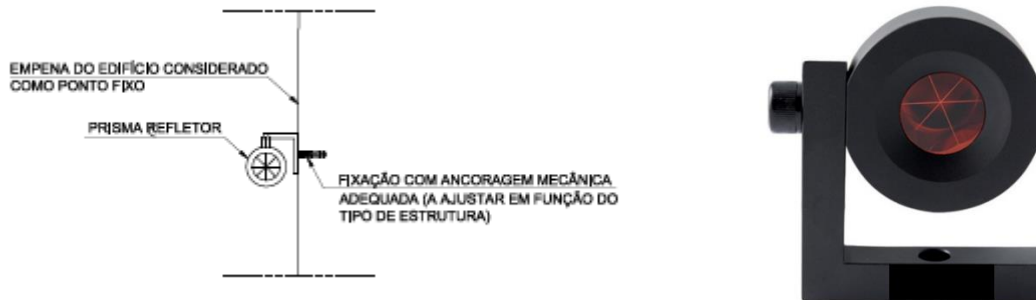 EMPENA DO EDIFÍCIO CONSIDERADO
COMO PONTO FIXO
PRISMA REFLETOR
FIXAÇÃO COM ANCORAGEM MECÂNICA
ADEQUADA (A AJUSTAR EM FUNÇÃO DO
TIPO DE ESTRUTURA)